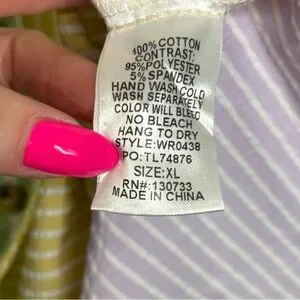 100% COTTON
CONTRAST:
95%POLYESTER
5% SPANDEX
HAND WASH COLD
WASH SEPARATELY
COLOR WILL BLEED
NO BLEACH
HANG TO DRY
STYLE:WR0438
PO:TL74876
SIZE:XL
RN#:130733
MADE IN CHINA